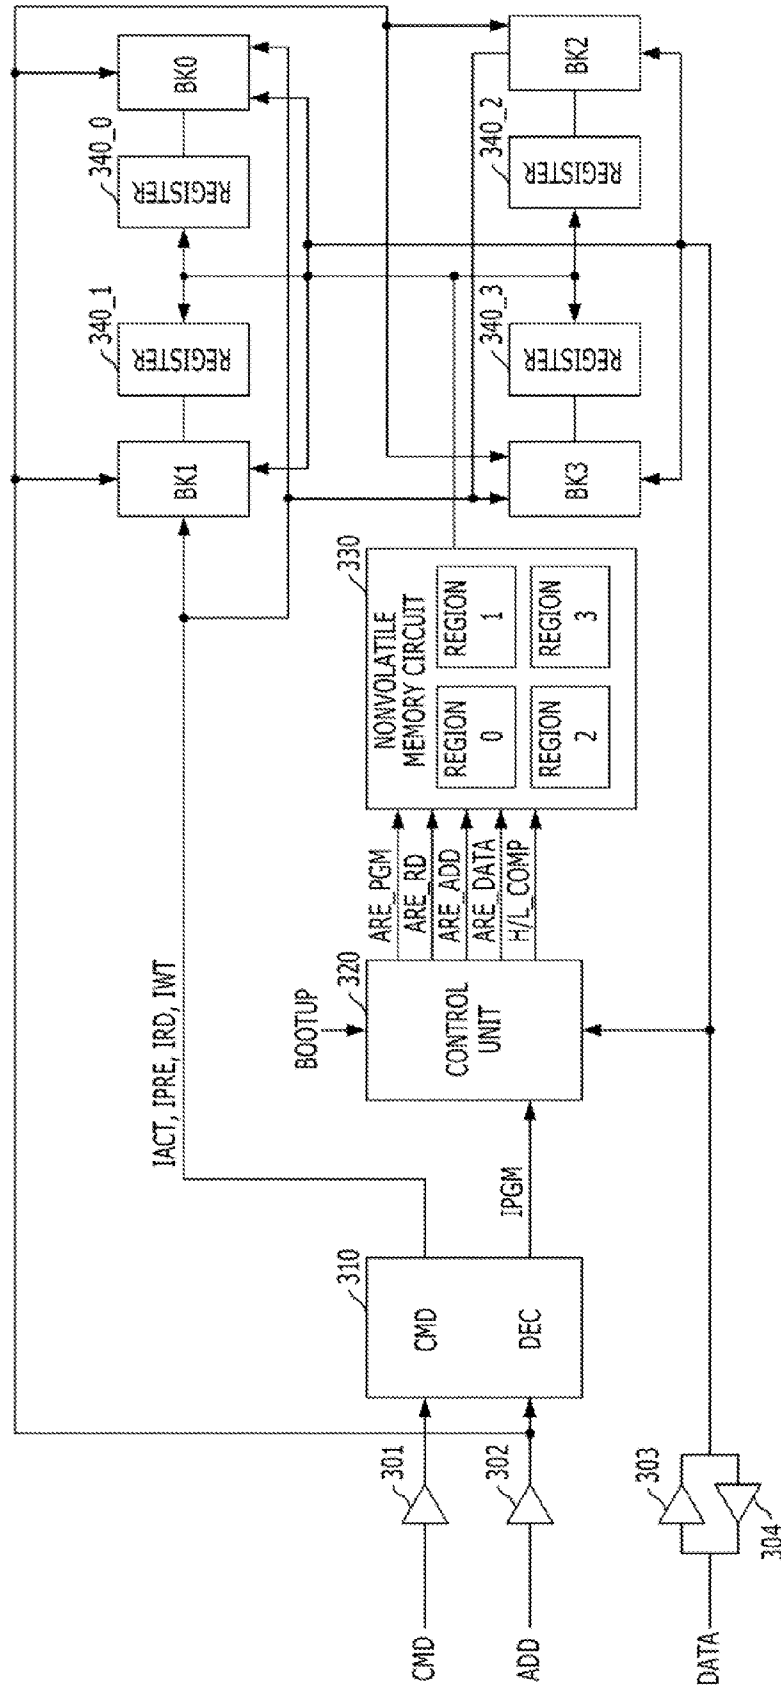 CMD
ADD
DATA
301
302
303
304
310
CMD
DEC
IACT, IPRE, IRD, IWT
IPGM
BOOTUP
320
CONTROL
UNIT
ARE_PGM
ARE_RD
ARE_ADD
ARE_DATA
H/L_COMP
330
NONVOLATILE
MEMORY CIRCUIT
REGION
0
REGION
1
REGION
2
REGION
3
BK1
340_1
REGISTER
340_0
REGISTER
BK0
BK3
340_3
REGISTER
340_2
REGISTER
BK2